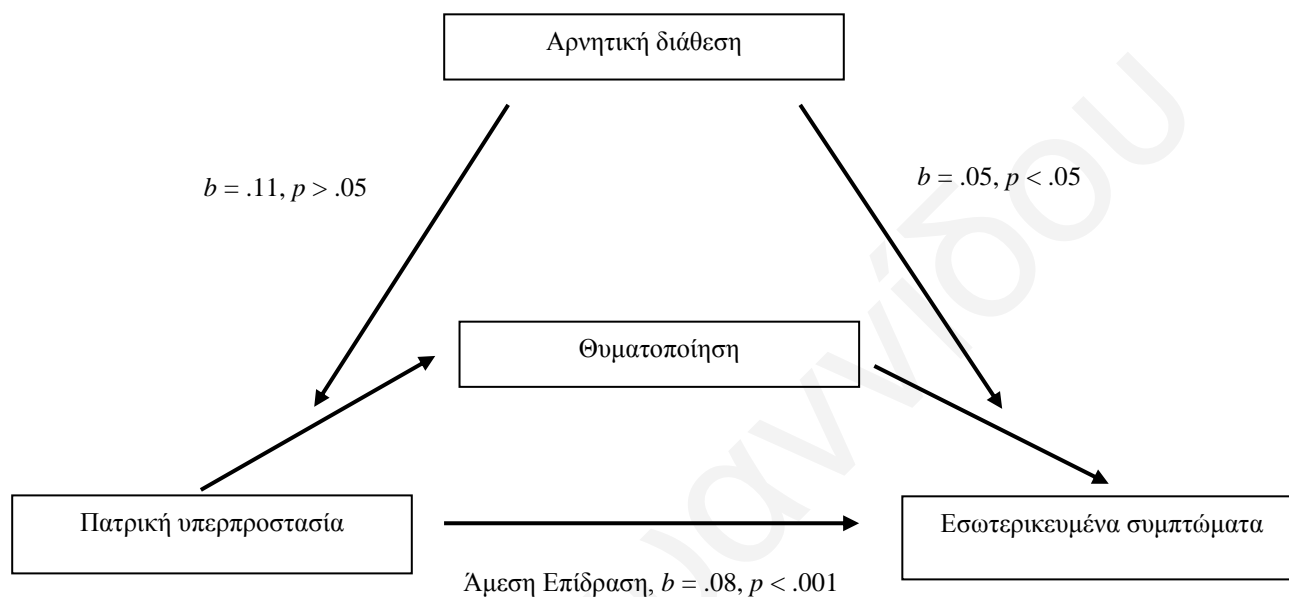 Αρνητική διάθεση
b = .11, p > .05
b = .05, p < .05
Θυματοποίηση
Πατρική υπερπροστασία
Εσωτερικευμένα συμπτώματα
Άμεση Επίδραση, b = .08, p < .001